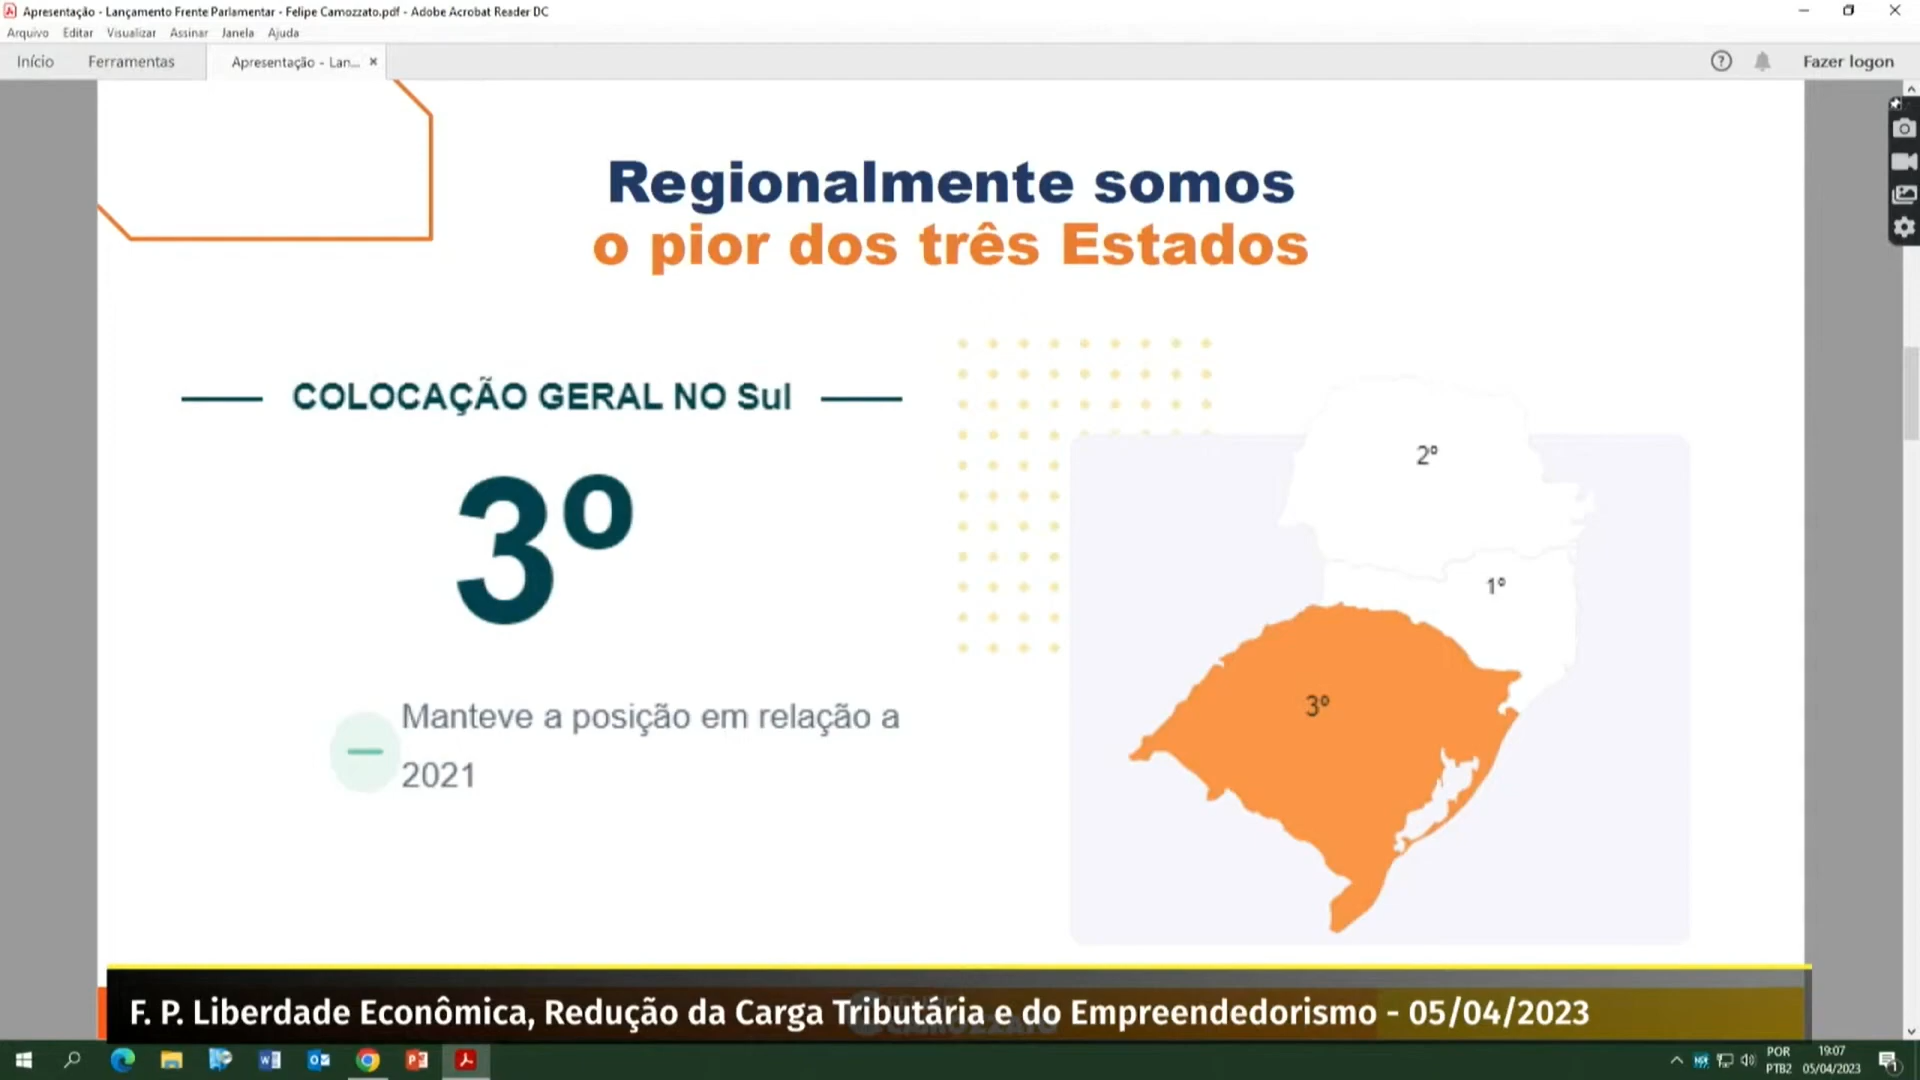 Apresentação - Lançamento Frente Parlamentar - Felipe Camozzato.pdf - Adobe Acrobat Reader DC
Arquivo Editar Visualizar Assinar Janela Ajuda
Início Ferramentas Apresentação - Lan... × Fazer logon
Regionalmente somos
o pior dos três Estados
COLOCAÇÃO GERAL NO Sul
3º
Manteve a posição em relação a
2021
2º
1º
3º
F. P. Liberdade Econômica, Redução da Carga Tributária e do Empreendedorismo - 05/04/2023
POR 19:07
PTB2 05/04/2023